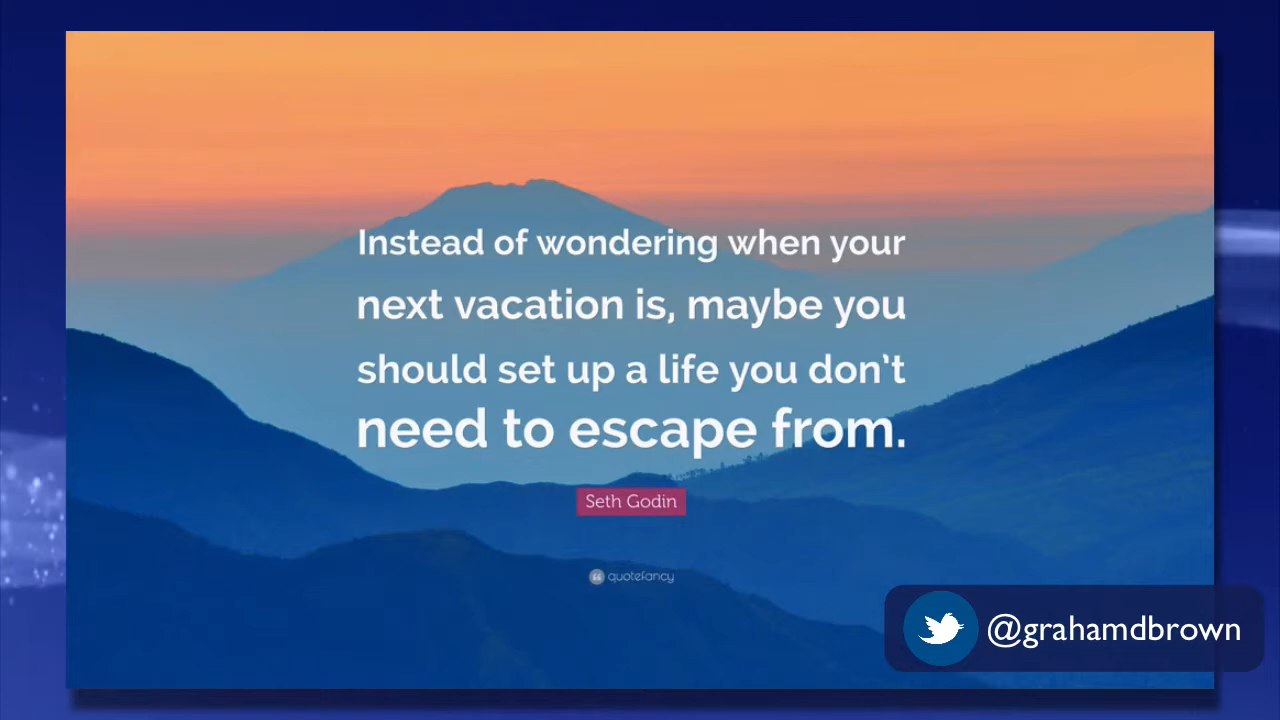 Instead of wondering when your
next vacation is, maybe you
should set up a life you don’t
need to escape from.
Seth Godin
quotefancy
@grahamdbrown